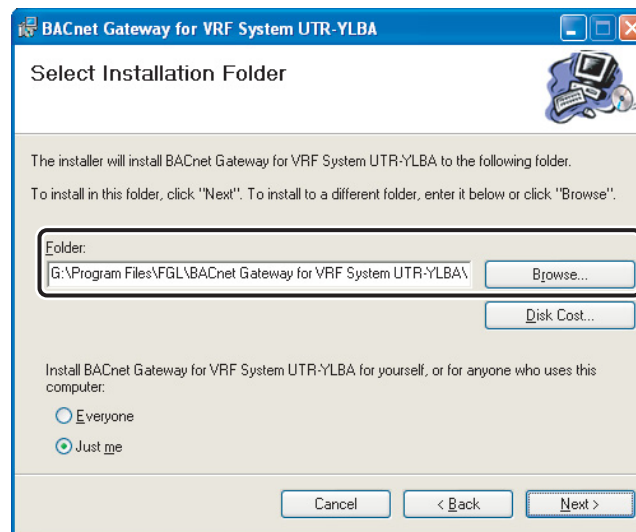 BACnet Gateway for VRF System UTR-YLBA
Select Installation Folder
The installer will install BACnet Gateway for VRF System UTR-YLBA to the following folder.
To install in this folder, click "Next". To install to a different folder, enter it below or click "Browse".
Folder:
G:\Program Files\FGL\BACnet Gateway for VRF System UTR-YLBA\
Browse...
Disk Cost...
Install BACnet Gateway for VRF System UTR-YLBA for yourself, or for anyone who uses this
computer:
Everyone
Just me
Cancel
< Back
Next >